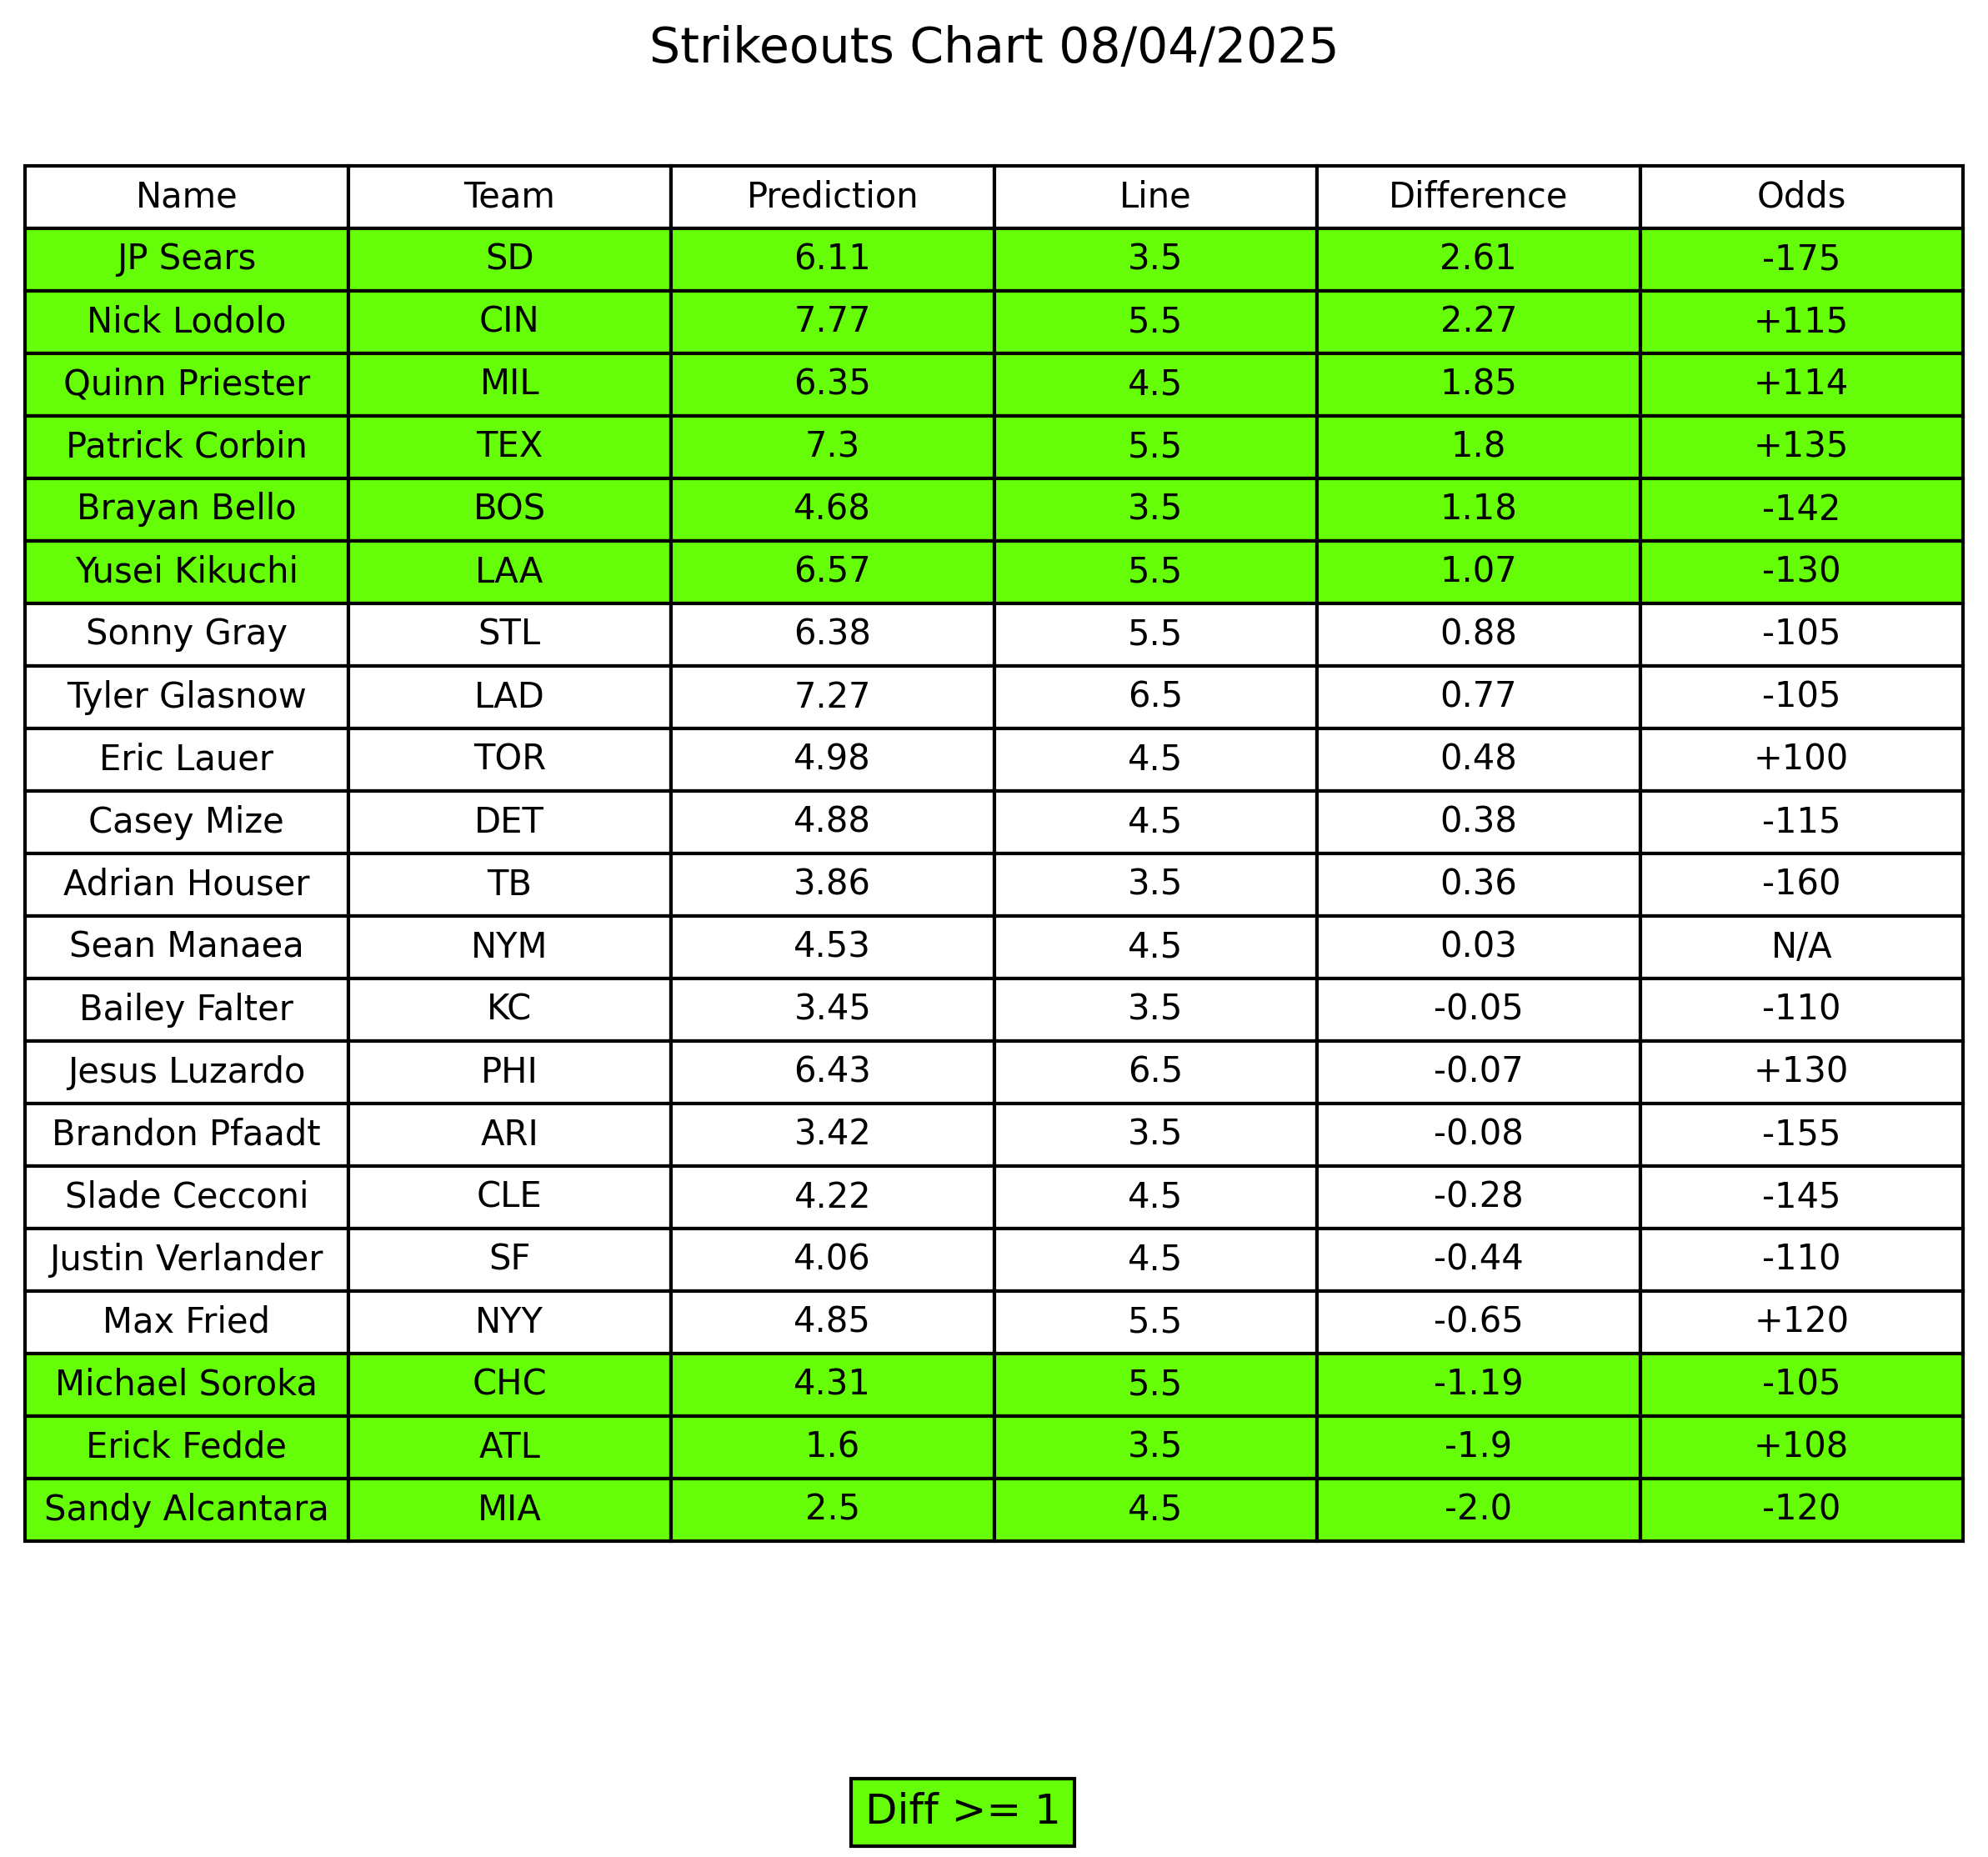 Strikeouts Chart 08/04/2025
Name Team Prediction Line Difference Odds
JP Sears SD 6.11 3.5 2.61 -175
Nick Lodolo CIN 7.77 5.5 2.27 +115
Quinn Priester MIL 6.35 4.5 1.85 +114
Patrick Corbin TEX 7.3 5.5 1.8 +135
Brayan Bello BOS 4.68 3.5 1.18 -142
Yusei Kikuchi LAA 6.57 5.5 1.07 -130
Sonny Gray STL 6.38 5.5 0.88 -105
Tyler Glasnow LAD 7.27 6.5 0.77 -105
Eric Lauer TOR 4.98 4.5 0.48 +100
Casey Mize DET 4.88 4.5 0.38 -115
Adrian Houser TB 3.86 3.5 0.36 -160
Sean Manaea NYM 4.53 4.5 0.03 N/A
Bailey Falter KC 3.45 3.5 -0.05 -110
Jesus Luzardo PHI 6.43 6.5 -0.07 +130
Brandon Pfaadt ARI 3.42 3.5 -0.08 -155
Slade Cecconi CLE 4.22 4.5 -0.28 -145
Justin Verlander SF 4.06 4.5 -0.44 -110
Max Fried NYY 4.85 5.5 -0.65 +120
Michael Soroka CHC 4.31 5.5 -1.19 -105
Erick Fedde ATL 1.6 3.5 -1.9 +108
Sandy Alcantara MIA 2.5 4.5 -2.0 -120
Diff >= 1